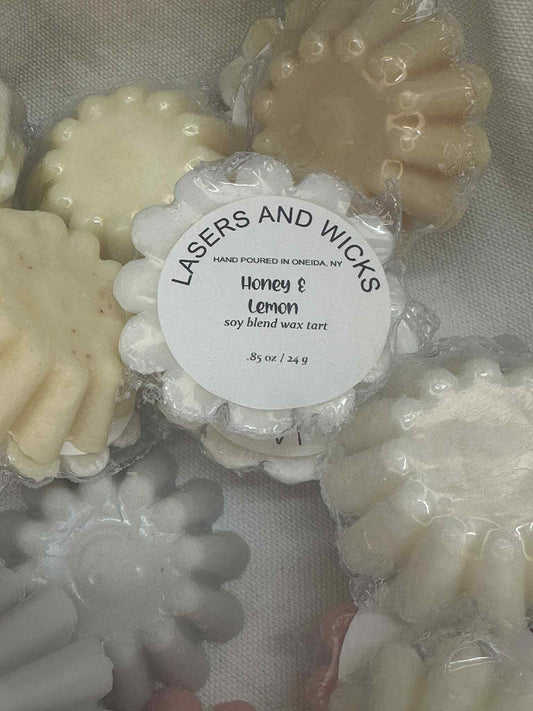 LASERS AND WICKS
HAND POURED IN ONEIDA, NY
Honey &
Lemon
soy blend wax tart
.85 oz / 24 g